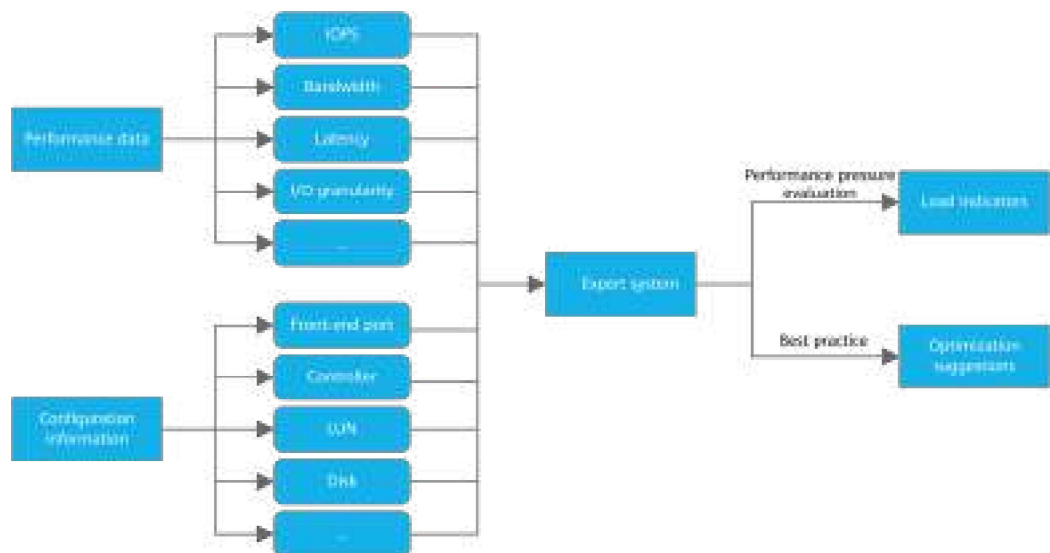 IOPS
Bandwidth
Performance data
Latency
I/O granularity
...
Performance pressure
evaluation
Load indicators
Expert system
Front-end port
Best practice
Optimization
suggestions
Controller
Configuration
information
LUN
Disk
...